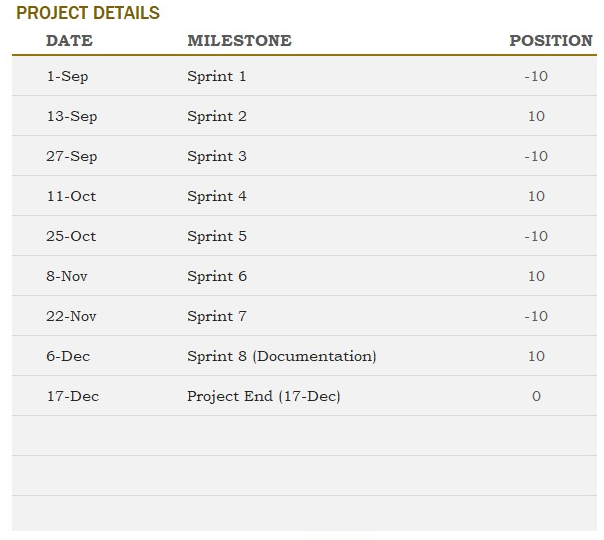 PROJECT DETAILS
DATE MILESTONE POSITION
1-Sep Sprint 1 -10
13-Sep Sprint 2 10
27-Sep Sprint 3 -10
11-Oct Sprint 4 10
25-Oct Sprint 5 -10
8-Nov Sprint 6 10
22-Nov Sprint 7 -10
6-Dec Sprint 8 (Documentation) 10
17-Dec Project End (17-Dec) 0